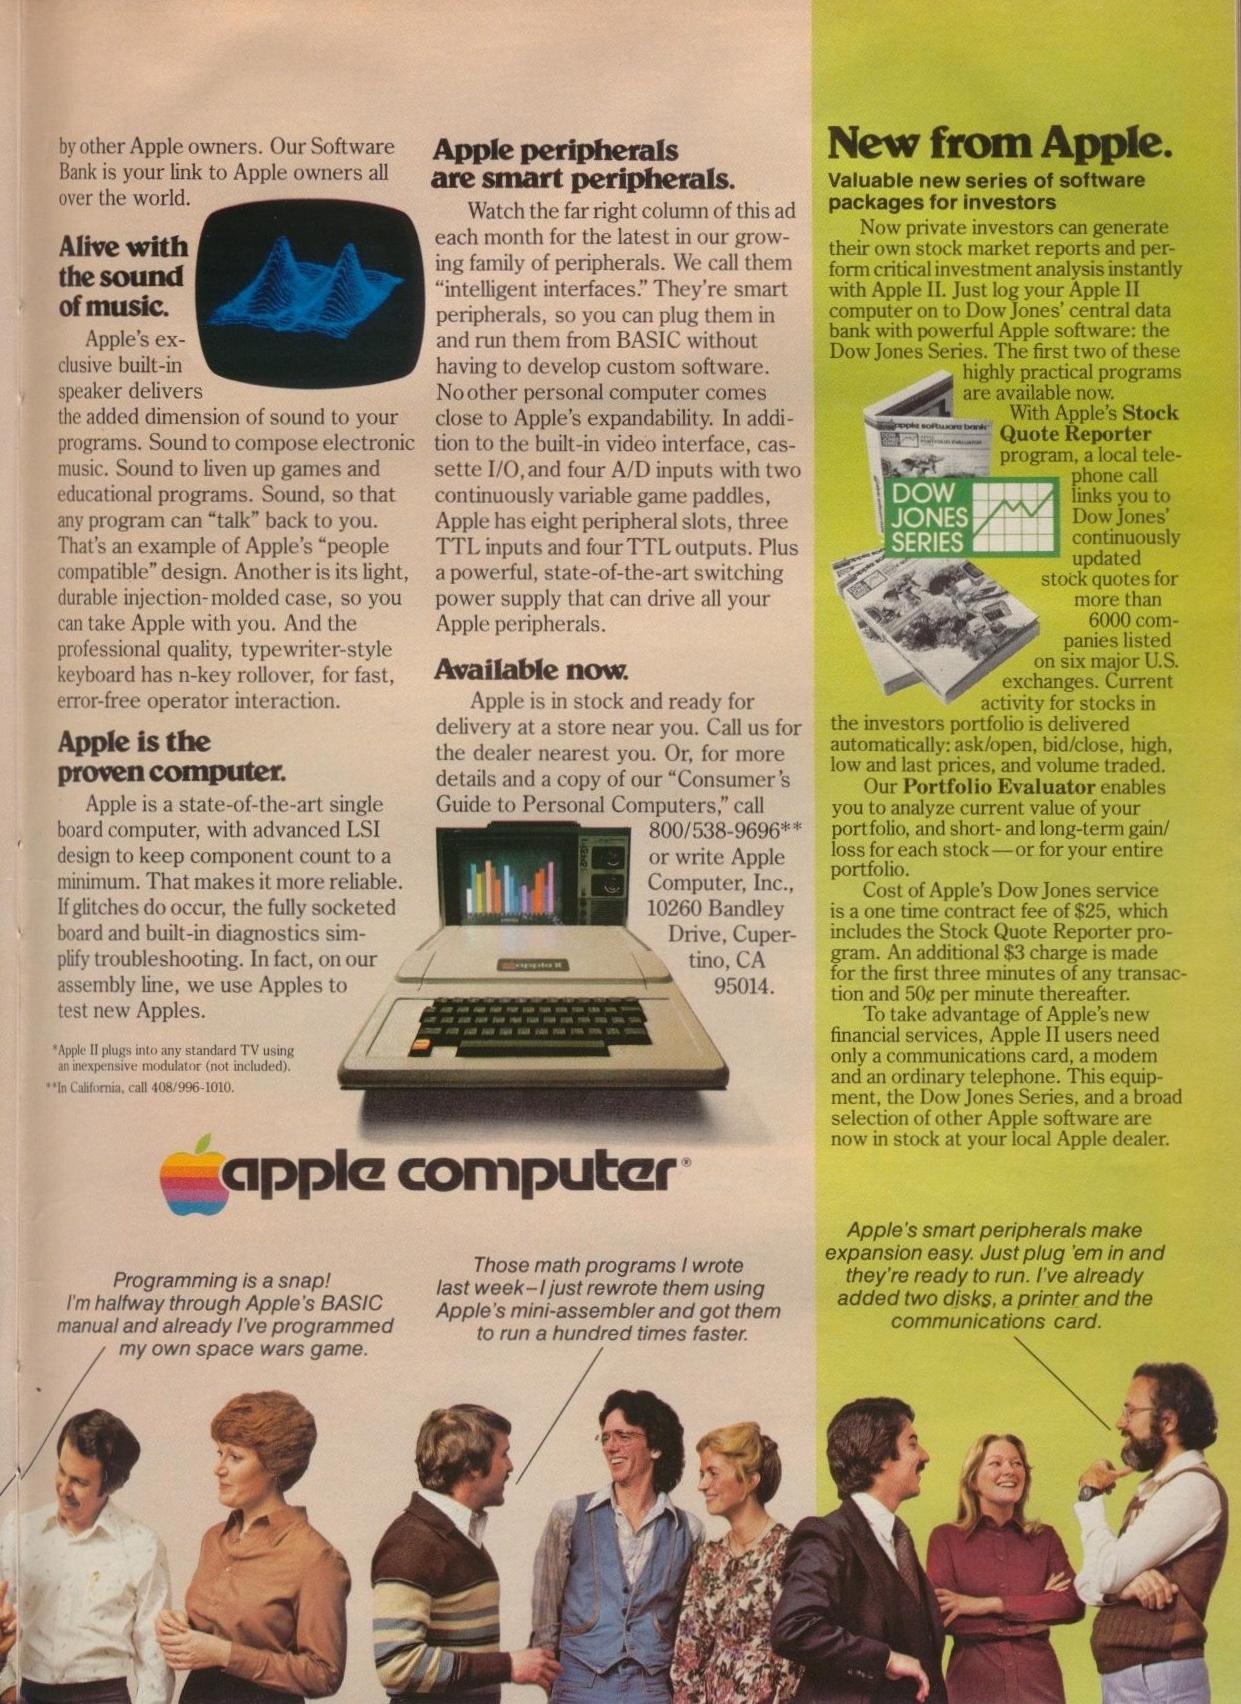 by other Apple owners. Our Software
Bank is your link to Apple owners all
over the world.
Alive with
the sound
of music.
Apple's ex-
clusive built-in
speaker delivers
the added dimension of sound to your
programs. Sound to compose electronic
music. Sound to liven up games and
educational programs. Sound, so that
any program can “talk” back to you.
That's an example of Apple's “people
compatible” design. Another is its light,
durable injection-molded case, so you
can take Apple with you. And the
professional quality, typewriter-style
keyboard has n-key rollover, for fast,
error-free operator interaction.
Apple is the
proven computer.
Apple is a state-of-the-art single
board computer, with advanced LSI
design to keep component count to a
minimum. That makes it more reliable.
If glitches do occur, the fully socketed
board and built-in diagnostics sim-
plify troubleshooting. In fact, on our
assembly line, we use Apples to
test new Apples.
*Apple II plugs into any standard TV using
an inexpensive modulator (not included).
**In California, call 408/996-1010.
Apple peripherals
are smart peripherals.
Watch the far right column of this ad
each month for the latest in our grow-
ing family of peripherals. We call them
“intelligent interfaces.” They're smart
peripherals, so you can plug them in
and run them from BASIC without
having to develop custom software.
No other personal computer comes
close to Apple's expandability. In addi-
tion to the built-in video interface, cas-
sette I/O, and four A/D inputs with two
continuously variable game paddles,
Apple has eight peripheral slots, three
TTL inputs and four TTL outputs. Plus
a powerful, state-of-the-art switching
power supply that can drive all your
Apple peripherals.
Available now.
Apple is in stock and ready for
delivery at a store near you. Call us for
the dealer nearest you. Or, for more
details and a copy of our “Consumer's
Guide to Personal Computers,” call
800/538-9696**
or write Apple
Computer, Inc.,
10260 Bandley
Drive, Cuper-
tino, CA
95014.
apple II
apple computer®
New from Apple.
Valuable new series of software
packages for investors
Now private investors can generate
their own stock market reports and per-
form critical investment analysis instantly
with Apple II. Just log your Apple II
computer on to Dow Jones' central data
bank with powerful Apple software: the
Dow Jones Series. The first two of these
highly practical programs
are available now.
With Apple's Stock
Quote Reporter
program, a local tele-
phone call
links you to
Dow Jones'
continuously
updated
stock quotes for
more than
6000 com-
panies listed
on six major U.S.
exchanges. Current
activity for stocks in
the investors portfolio is delivered
automatically: ask/open, bid/close, high,
low and last prices, and volume traded.
Our Portfolio Evaluator enables
you to analyze current value of your
portfolio, and short- and long-term gain/
loss for each stock—or for your entire
portfolio.
Cost of Apple's Dow Jones service
is a one time contract fee of $25, which
includes the Stock Quote Reporter pro-
gram. An additional $3 charge is made
for the first three minutes of any transac-
tion and 50¢ per minute thereafter.
To take advantage of Apple's new
financial services, Apple II users need
only a communications card, a modem
and an ordinary telephone. This equip-
ment, the Dow Jones Series, and a broad
selection of other Apple software are
now in stock at your local Apple dealer.
apple software bank
PORTFOLIO EVALUATOR
DOW
JONES
SERIES
Programming is a snap!
I'm halfway through Apple's BASIC
manual and already I've programmed
my own space wars game.
Those math programs I wrote
last week–I just rewrote them using
Apple's mini-assembler and got them
to run a hundred times faster.
Apple's smart peripherals make
expansion easy. Just plug 'em in and
they're ready to run. I've already
added two disks, a printer and the
communications card.